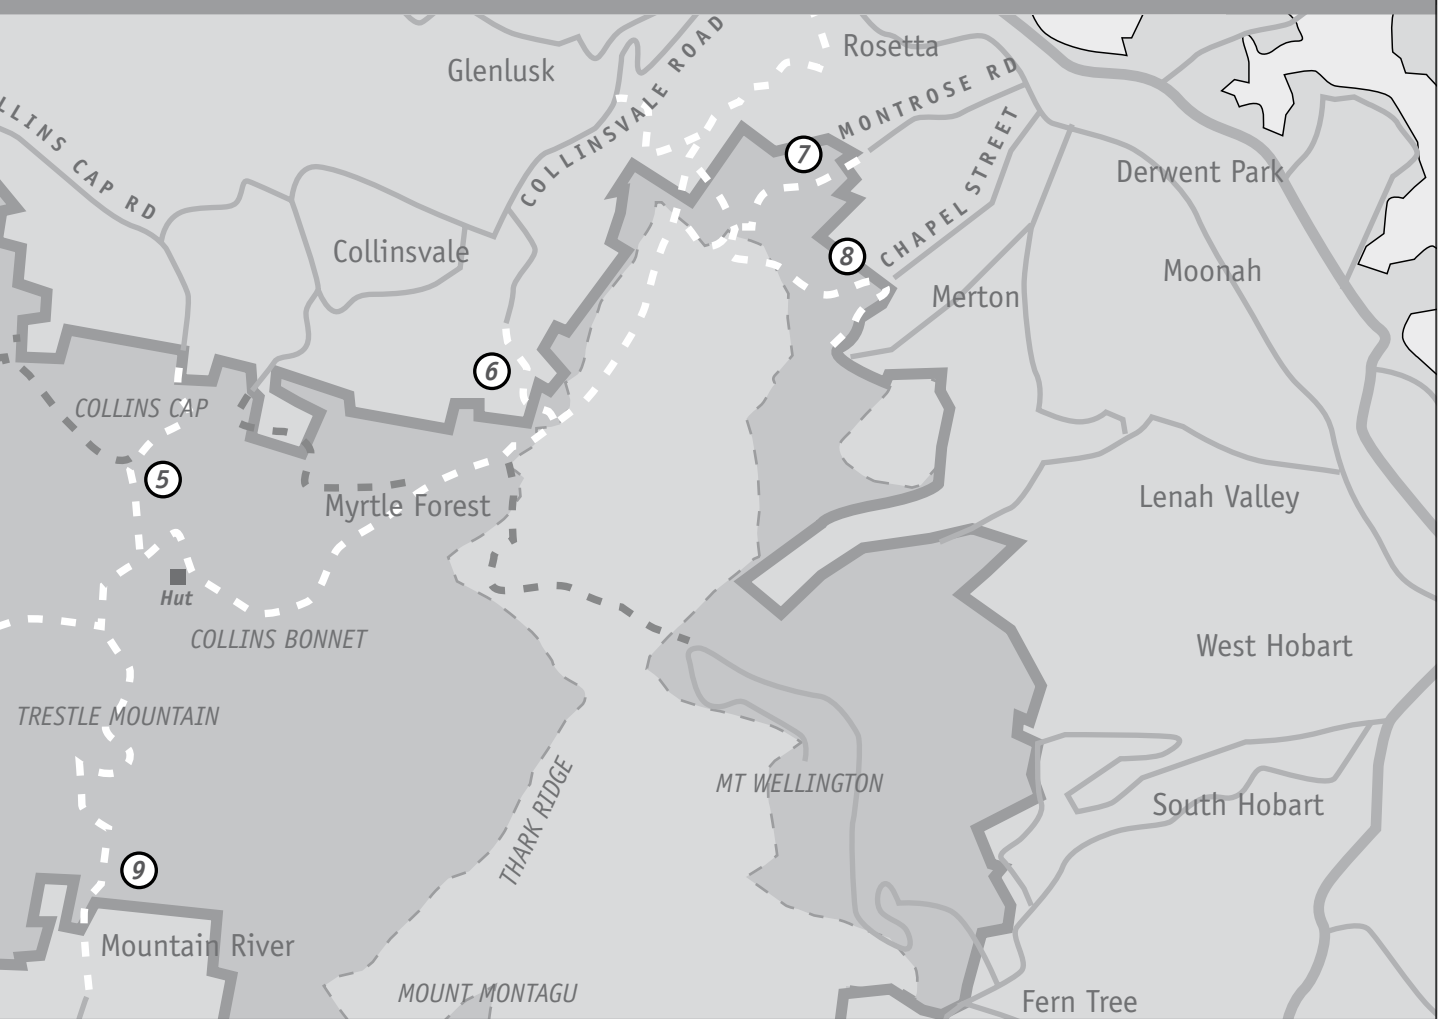 Rosetta
Glenlusk
COLLINSVALE ROAD
MONTROSE RD
LLINS CAP RD
7
CHAPEL STREET
Derwent Park
Collinsvale
8
Moonah
Merton
6
COLLINS CAP
5
Myrtle Forest
Lenah Valley
Hut
COLLINS BONNET
West Hobart
TRESTLE MOUNTAIN
THARK RIDGE
MT WELLINGTON
South Hobart
9
Mountain River
MOUNT MONTAGU
Fern Tree